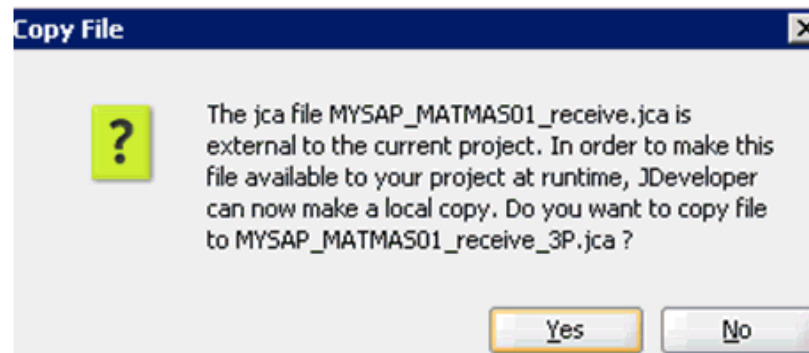 Copy File
The jca file MYSAP_MATMAS01_receive.jca is
external to the current project. In order to make this
file available to your project at runtime, JDeveloper
can now make a local copy. Do you want to copy file
to MYSAP_MATMAS01_receive_3P.jca ?
Yes No